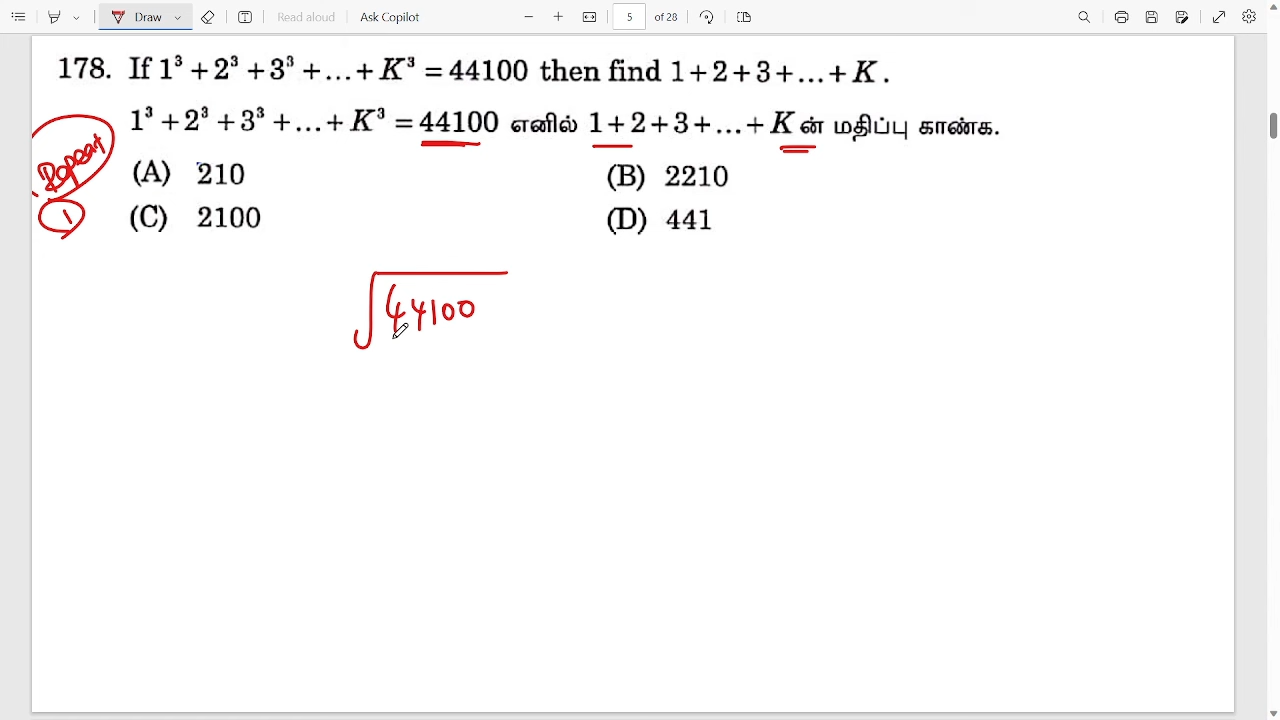 Draw
Read aloud
Ask Copilot
5
of 28
178. If 1³ + 2³ + 3³ + ... + K³ = 44100 then find 1 + 2 + 3 + ... + K .
1³ + 2³ + 3³ + ... + K³ = 44100 எனில் 1 + 2 + 3 + ... + K ன் மதிப்பு காண்க.
Repeat
(A) 210 (B) 2210
1
(C) 2100 (D) 441
√44100